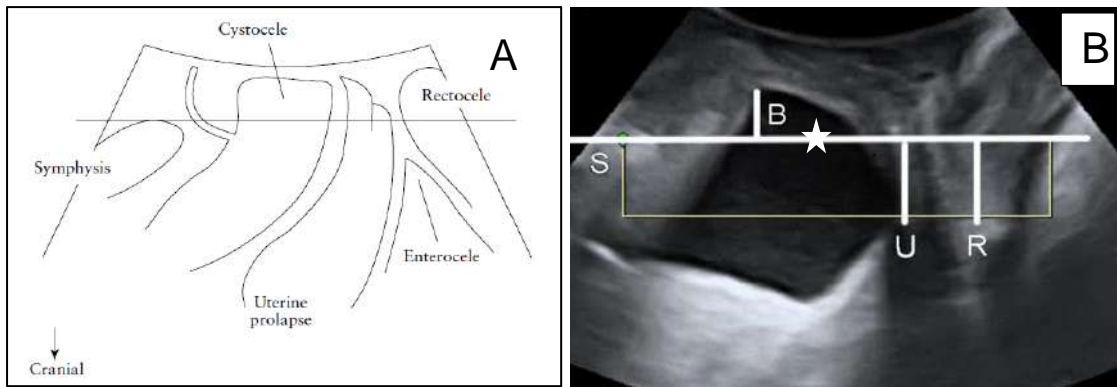 A
Cystocele
Rectocele
Symphysis
Enterocele
Uterine
prolapse
Cranial
B
B
S
U
R